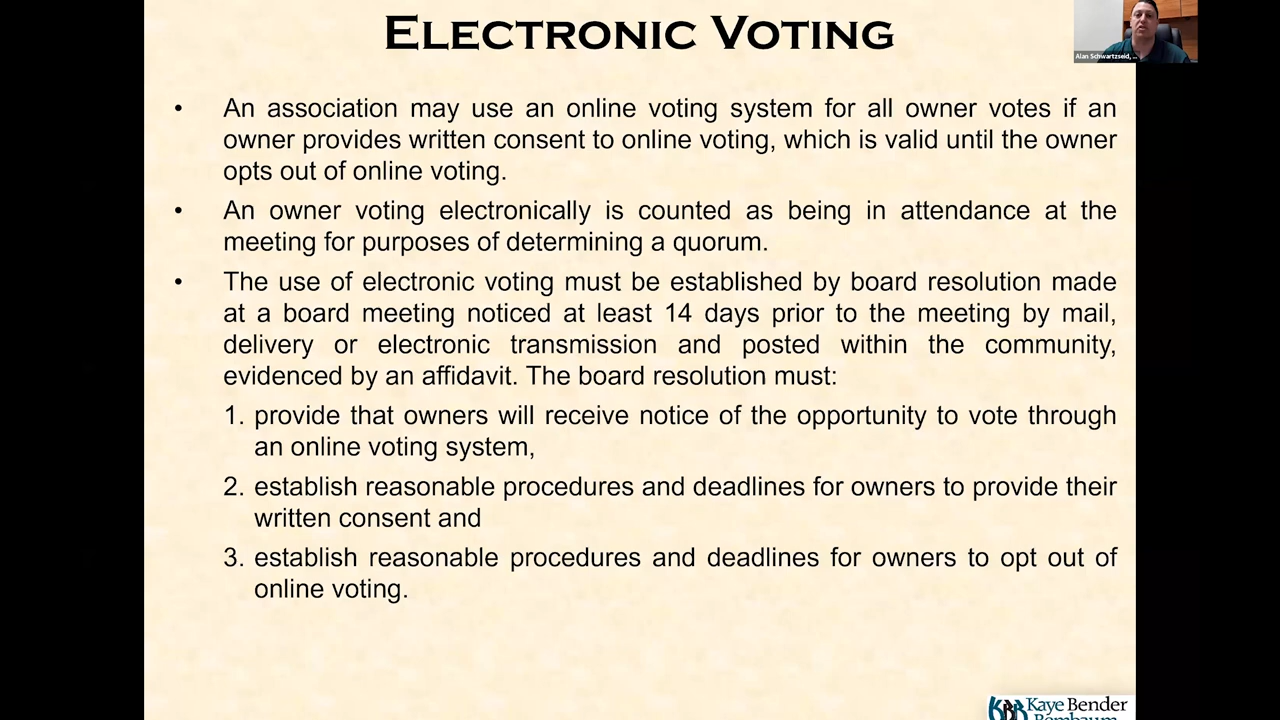 ELECTRONIC VOTING
Alan Schwartzseid, ...
• An association may use an online voting system for all owner votes if an
owner provides written consent to online voting, which is valid until the owner
opts out of online voting.
• An owner voting electronically is counted as being in attendance at the
meeting for purposes of determining a quorum.
• The use of electronic voting must be established by board resolution made
at a board meeting noticed at least 14 days prior to the meeting by mail,
delivery or electronic transmission and posted within the community,
evidenced by an affidavit. The board resolution must:
1. provide that owners will receive notice of the opportunity to vote through
an online voting system,
2. establish reasonable procedures and deadlines for owners to provide their
written consent and
3. establish reasonable procedures and deadlines for owners to opt out of
online voting.
KBR Kaye Bender
Rembaum